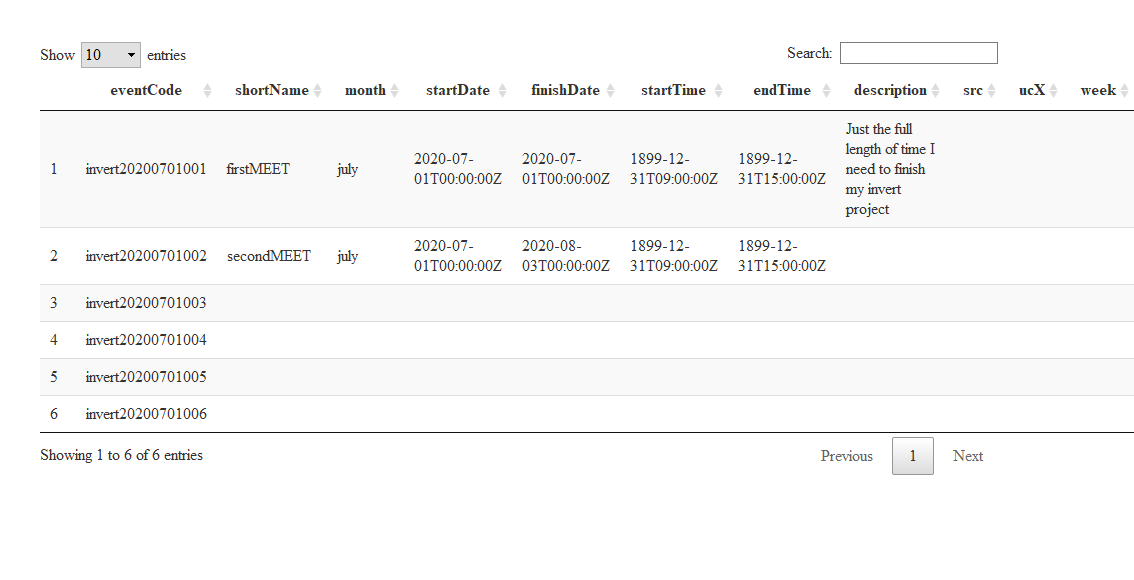 Show 10 entries Search:
eventCode shortName month startDate finishDate startTime endTime description src ucX week
1 invert20200701001 firstMEET july 2020-07-01T00:00:00Z 2020-07-01T00:00:00Z 1899-12-31T09:00:00Z 1899-12-31T15:00:00Z Just the full length of time I need to finish my invert project
2 invert20200701002 secondMEET july 2020-07-01T00:00:00Z 2020-08-03T00:00:00Z 1899-12-31T09:00:00Z 1899-12-31T15:00:00Z
3 invert20200701003
4 invert20200701004
5 invert20200701005
6 invert20200701006
Showing 1 to 6 of 6 entries Previous 1 Next